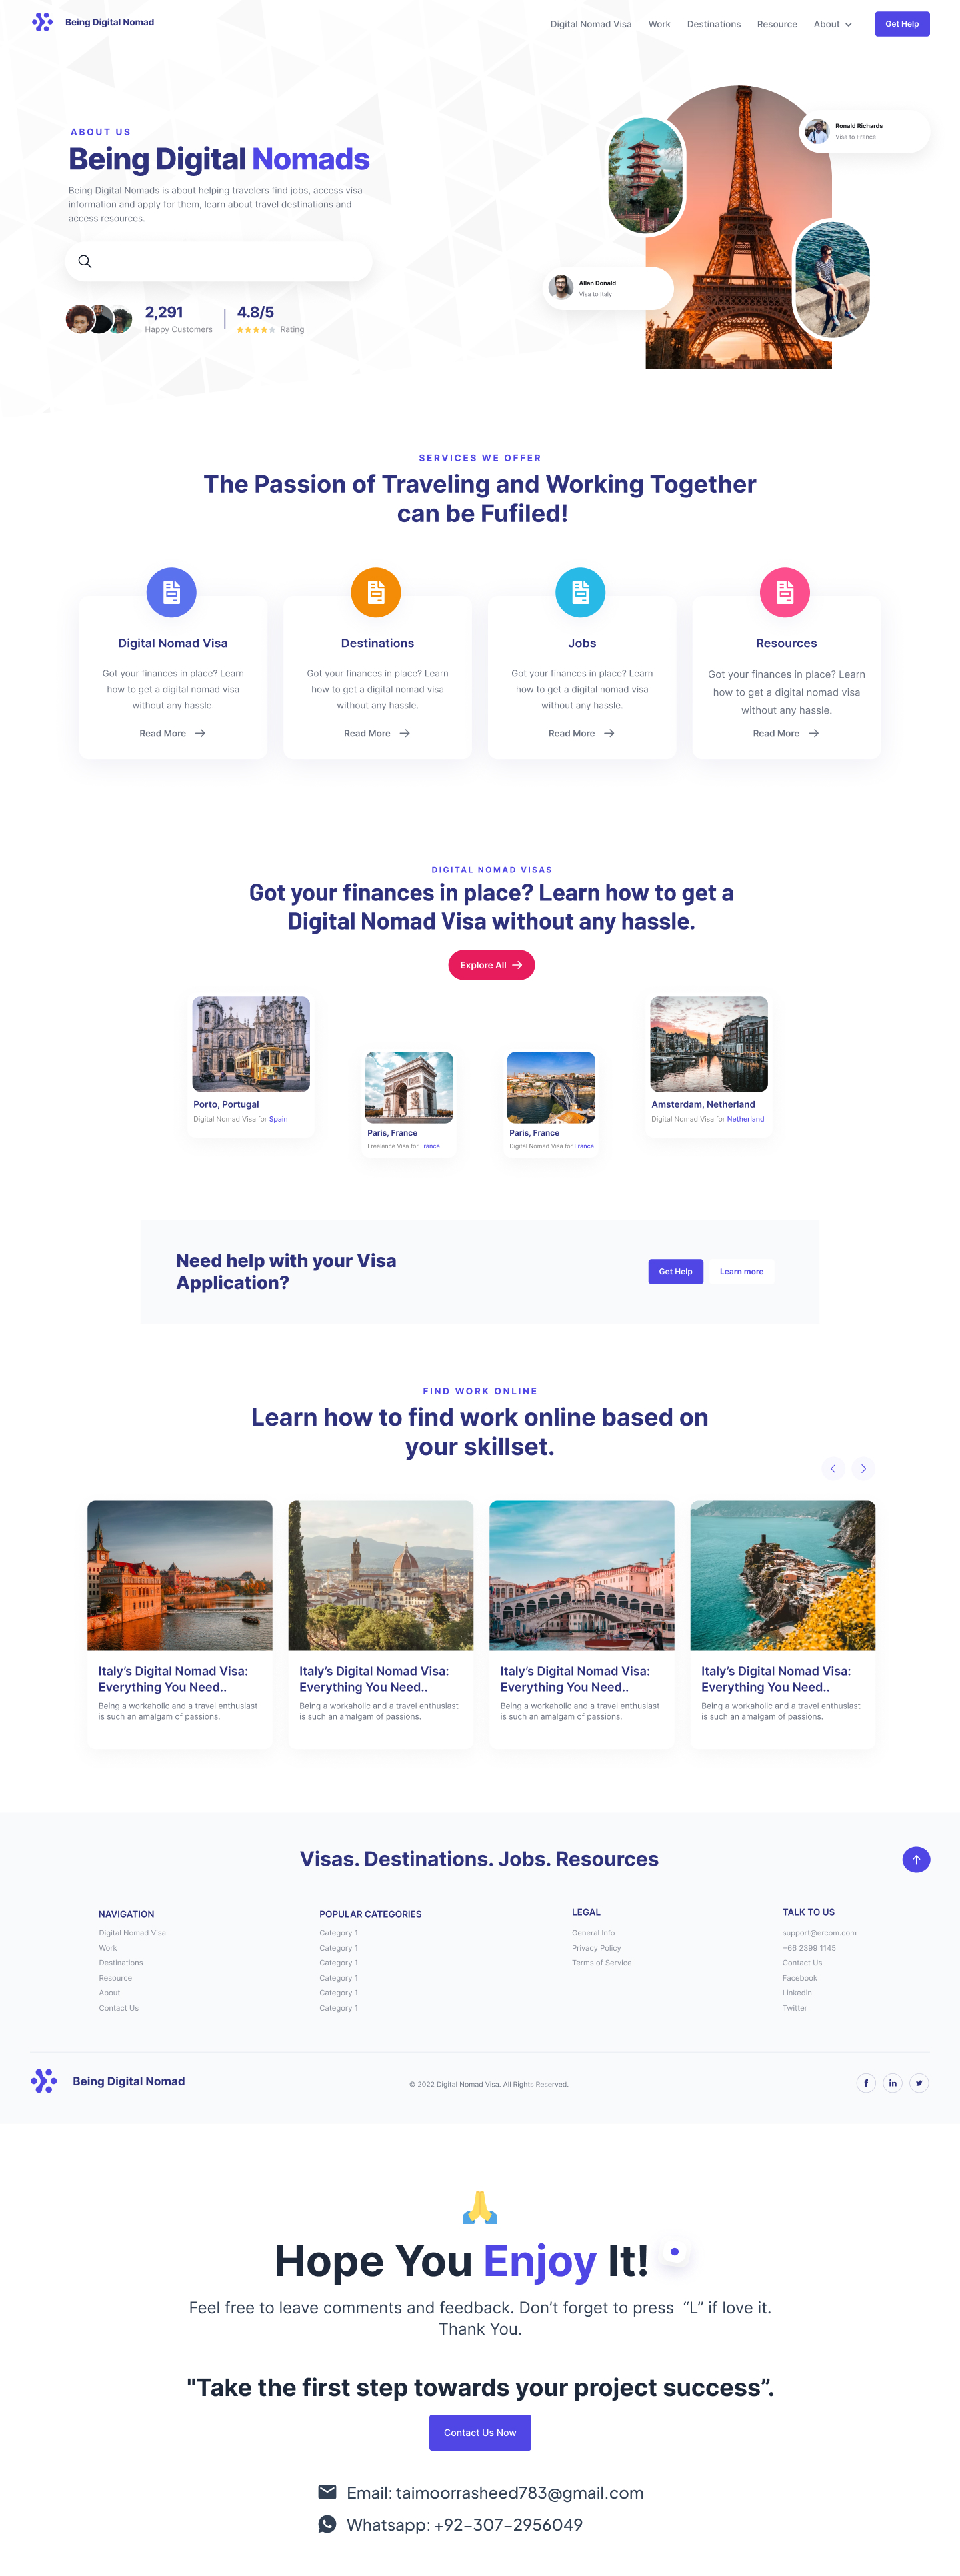 Being Digital Nomad
Digital Nomad Visa
Work
Destinations
Resource
About
Get Help
ABOUT US
Being Digital Nomads
Being Digital Nomads is about helping travelers find jobs, access visa
information and apply for them, learn about travel destinations and
access resources.
2,291
Happy Customers
4.8/5
Rating
Ronald Richards
Visa to France
Allan Donald
Visa to Italy
SERVICES WE OFFER
The Passion of Traveling and Working Together
can be Fufiled!
Digital Nomad Visa
Got your finances in place? Learn
how to get a digital nomad visa
without any hassle.
Read More
Destinations
Got your finances in place? Learn
how to get a digital nomad visa
without any hassle.
Read More
Jobs
Got your finances in place? Learn
how to get a digital nomad visa
without any hassle.
Read More
Resources
Got your finances in place? Learn
how to get a digital nomad visa
without any hassle.
Read More
DIGITAL NOMAD VISAS
Got your finances in place? Learn how to get a
Digital Nomad Visa without any hassle.
Explore All
Porto, Portugal
Digital Nomad Visa for Spain
Paris, France
Freelance Visa for France
Paris, France
Digital Nomad Visa for France
Amsterdam, Netherland
Digital Nomad Visa for Netherland
Need help with your Visa
Application?
Get Help
Learn more
FIND WORK ONLINE
Learn how to find work online based on
your skillset.
Italy’s Digital Nomad Visa:
Everything You Need..
Being a workaholic and a travel enthusiast
is such an amalgam of passions.
Italy’s Digital Nomad Visa:
Everything You Need..
Being a workaholic and a travel enthusiast
is such an amalgam of passions.
Italy’s Digital Nomad Visa:
Everything You Need..
Being a workaholic and a travel enthusiast
is such an amalgam of passions.
Italy’s Digital Nomad Visa:
Everything You Need..
Being a workaholic and a travel enthusiast
is such an amalgam of passions.
Visas. Destinations. Jobs. Resources
NAVIGATION
Digital Nomad Visa
Work
Destinations
Resource
About
Contact Us
POPULAR CATEGORIES
Category 1
Category 1
Category 1
Category 1
Category 1
Category 1
LEGAL
General Info
Privacy Policy
Terms of Service
TALK TO US
support@ercom.com
+66 2399 1145
Contact Us
Facebook
Linkedin
Twitter
Being Digital Nomad
© 2022 Digital Nomad Visa. All Rights Reserved.
Hope You Enjoy It!
Feel free to leave comments and feedback. Don’t forget to press “L” if love it.
Thank You.
"Take the first step towards your project success”.
Contact Us Now
Email: taimoorrasheed783@gmail.com
Whatsapp: +92-307-2956049